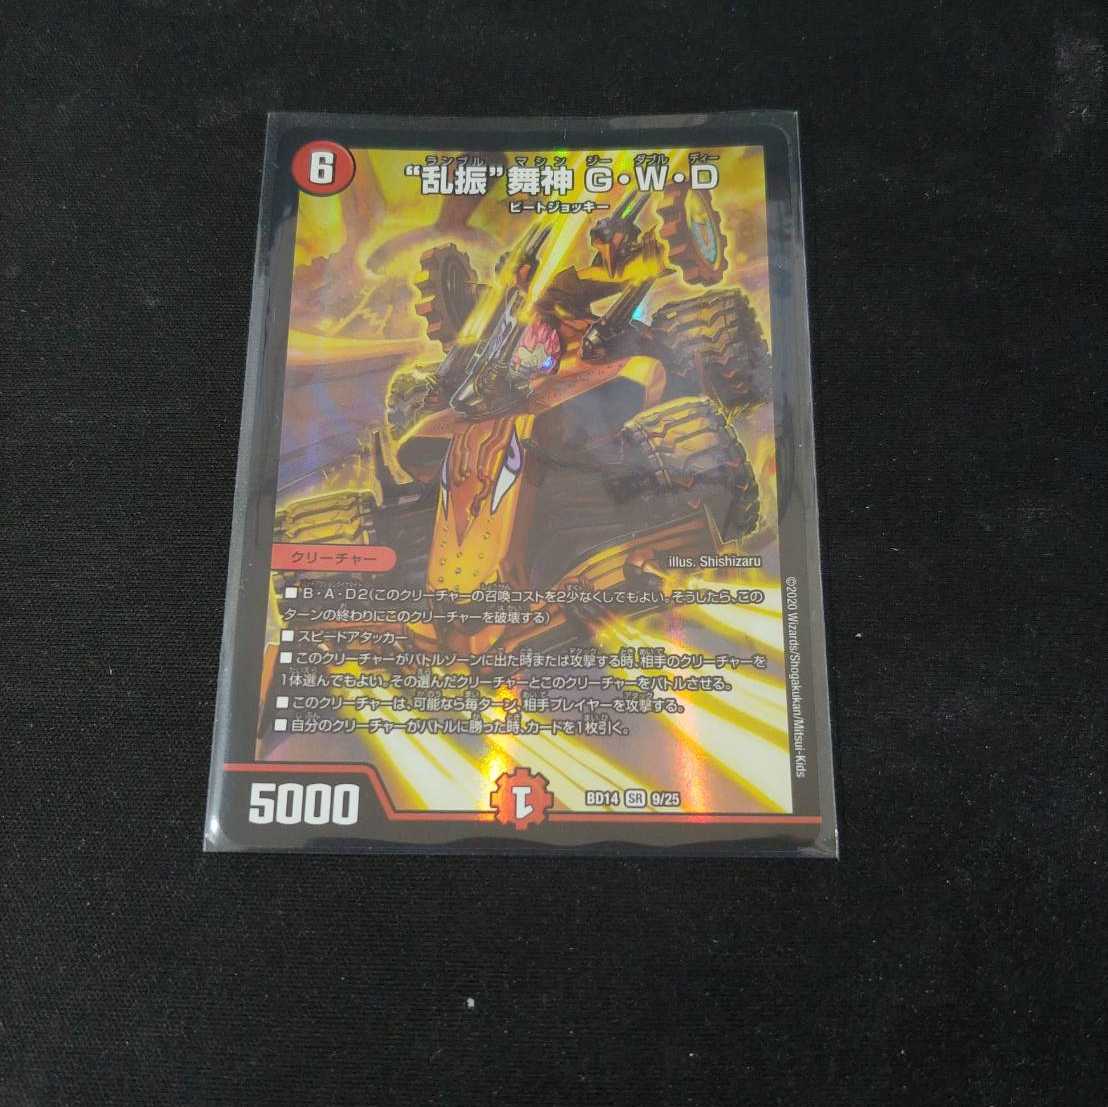 6
ランブル マシン ジー ダブル ディー
“乱振”舞神 G・W・D
ビートジョッキー
クリーチャー
illus. Shishizaru
■B・A・D2(このクリーチャーの召喚コストを2少なくしてもよい。そうしたら、この
ターンの終わりにこのクリーチャーを破壊する)
■スピードアタッカー
■このクリーチャーがバトルゾーンに出た時または攻撃する時、相手のクリーチャーを
1体選んでもよい。その選んだクリーチャーとこのクリーチャーをバトルさせる。
■このクリーチャーは、可能なら毎ターン、相手プレイヤーを攻撃する。
■自分のクリーチャーがバトルに勝った時、カードを1枚引く。
©2020 Wizards/Shogakukan/Mitsui-Kids
5000
1
BD14 SR 9/25